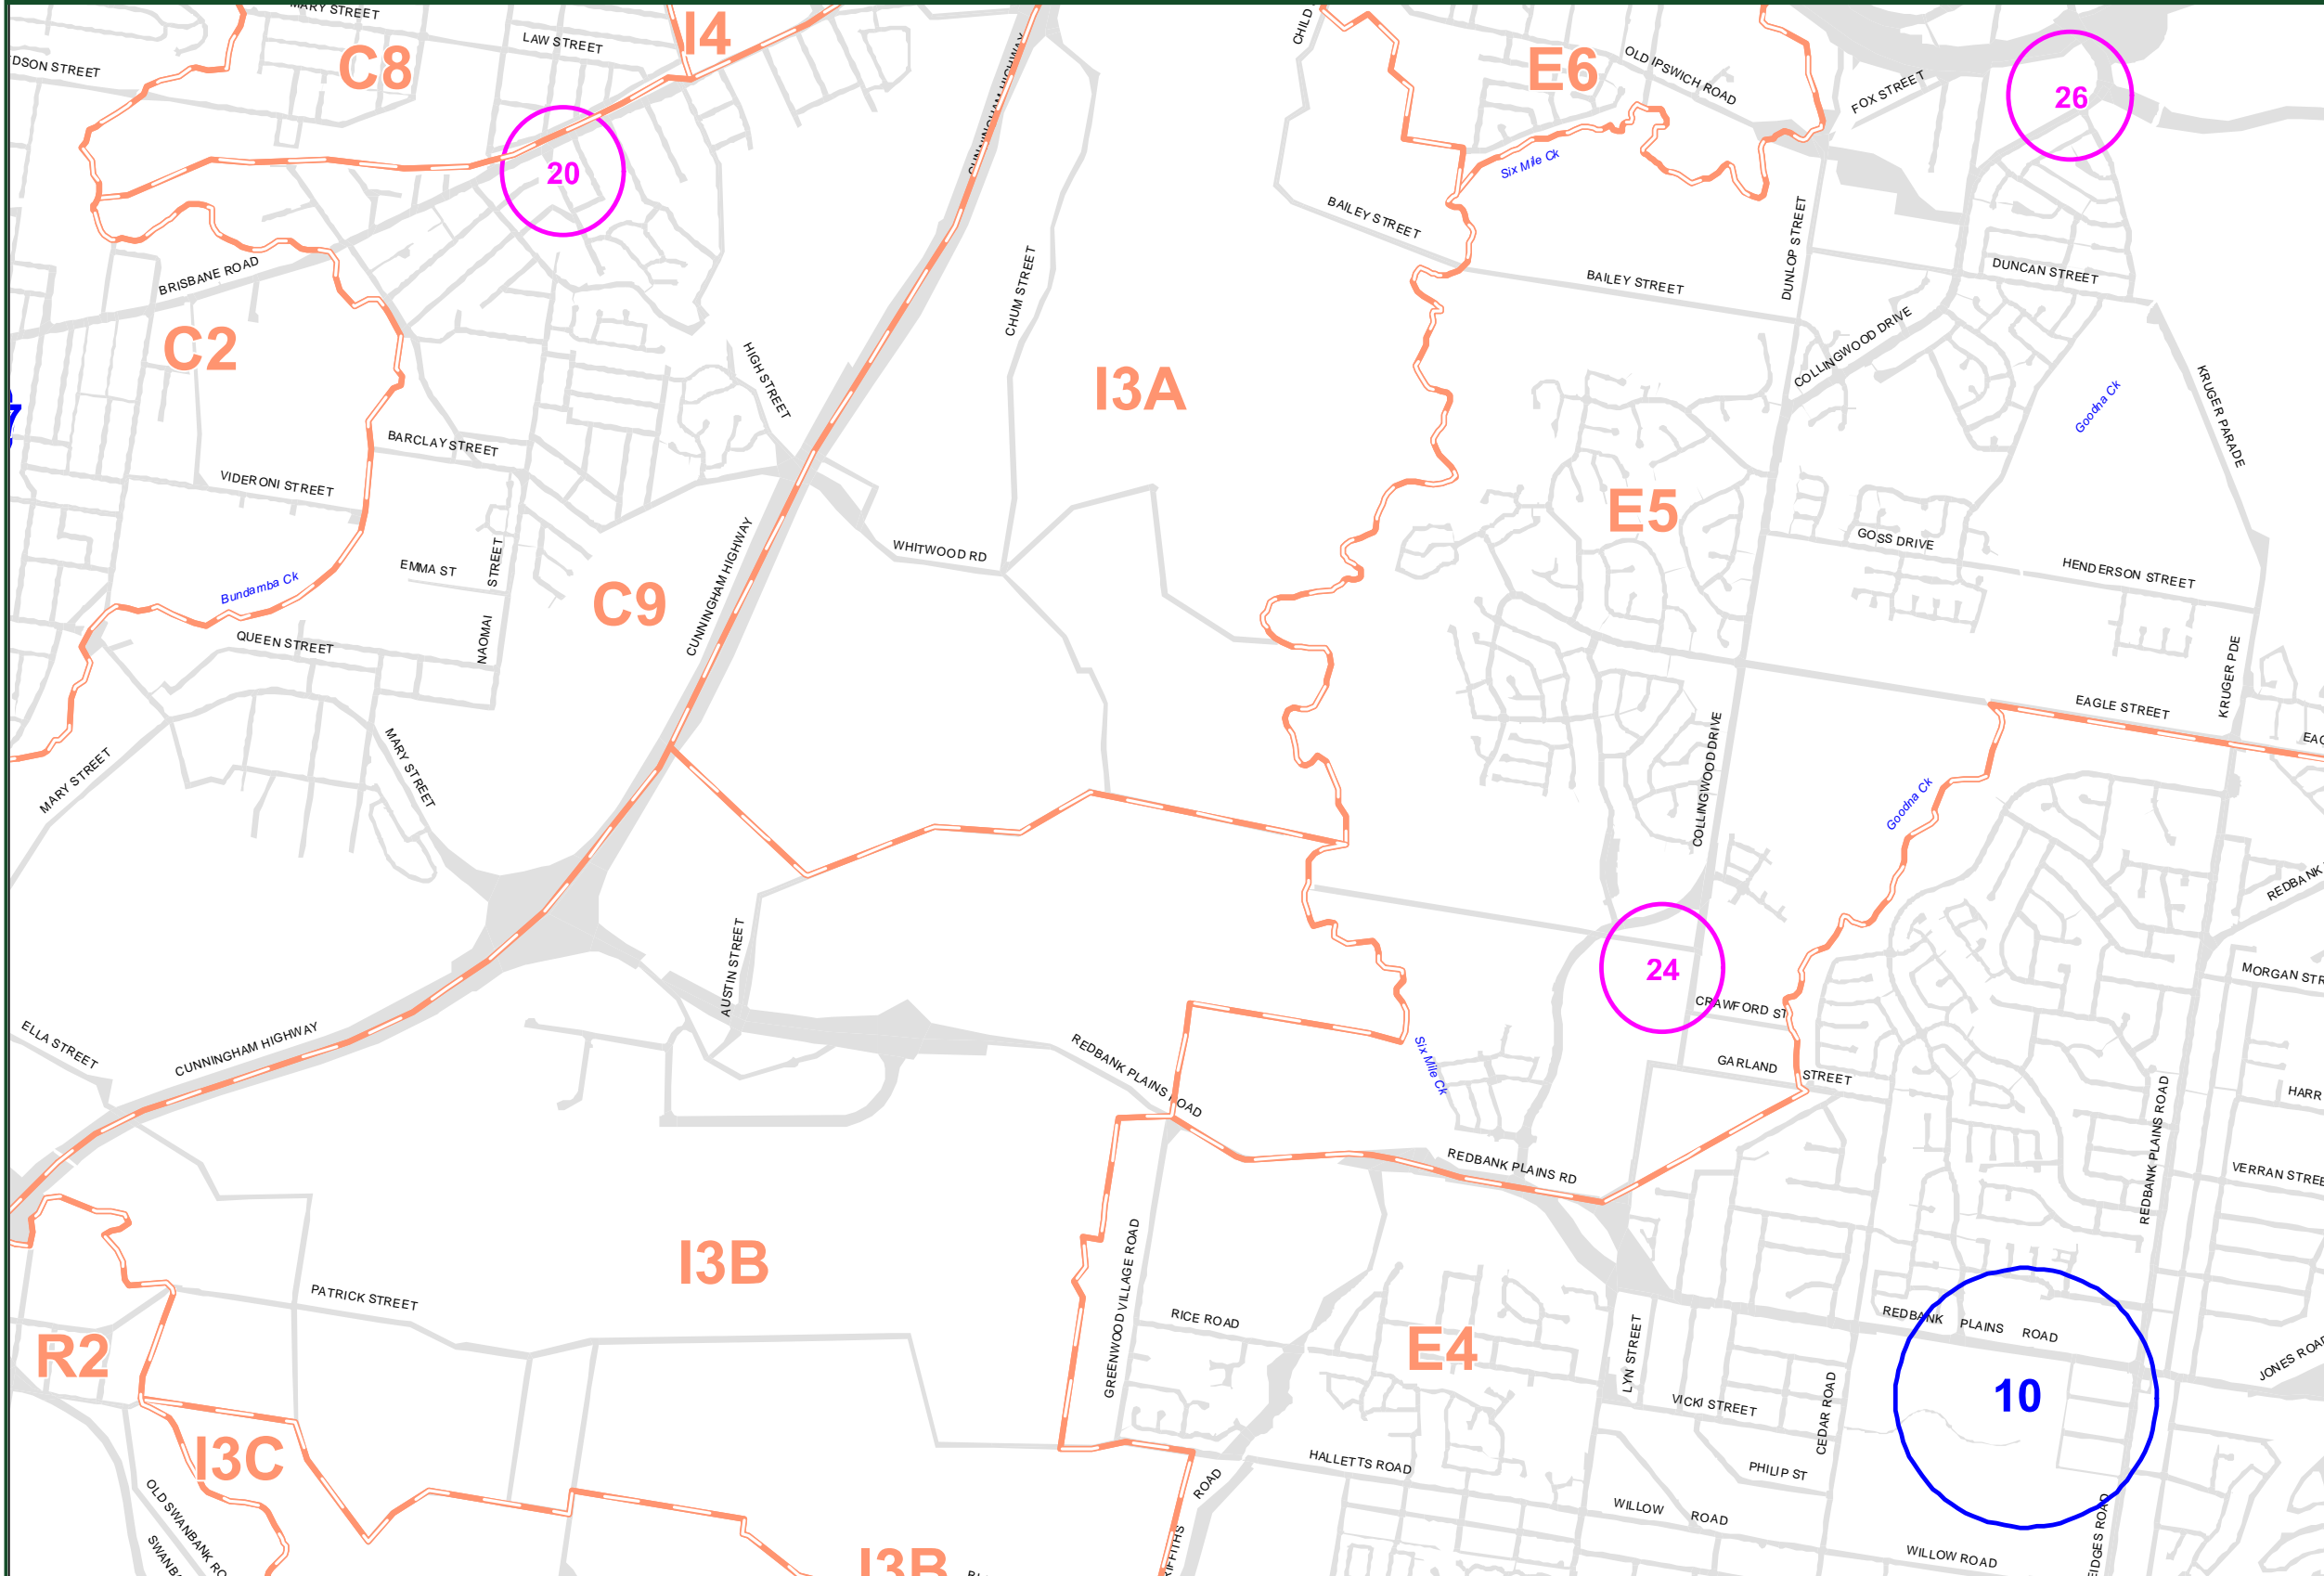 MARY STREET
I4
CHILD
LAW STREET
C8
DSON STREET
CUNNINGHAM HIGHWAY
E6
OLD IPSWICH ROAD
FOX STREET
26
20
Six Mile Ck
BAILEY STREET
DUNLOP STREET
BRISBANE ROAD
CHUM STREET
BAILEY STREET
DUNCAN STREET
C2
HIGH STREET
I3A
COLLINGWOOD DRIVE
Goodna Ck
KRUGER PARADE
7
BARCLAY STREET
VIDERONI STREET
E5
GOSS DRIVE
WHITWOOD RD
HENDERSON STREET
EMMA ST
NAOMAI STREET
Bundamba Ck
C9
CUNNINGHAM HIGHWAY
QUEEN STREET
KRUGER PDE
EAGLE STREET
EAG
MARY STREET
MARY STREET
COLLINGWOOD DRIVE
Goodna Ck
REDBANK
AUSTIN STREET
24
MORGAN STR
CRAWFORD ST
ELLA STREET
CUNNINGHAM HIGHWAY
REDBANK PLAINS ROAD
Six Mile Ck
GARLAND STREET
HARR
REDBANK PLAINS ROAD
REDBANK PLAINS RD
VERRAN STREE
I3B
GREENWOOD VILLAGE ROAD
PATRICK STREET
RICE ROAD
REDBANK PLAINS ROAD
R2
E4
LYN STREET
JONES ROAD
10
VICKI STREET
CEDAR ROAD
I3C
HALLETTS ROAD
PHILIP ST
OLD SWANBANK RO
ROAD
WILLOW ROAD
SWANB
RIFFITHS
EIDGES ROAD
I3B
WILLOW ROAD